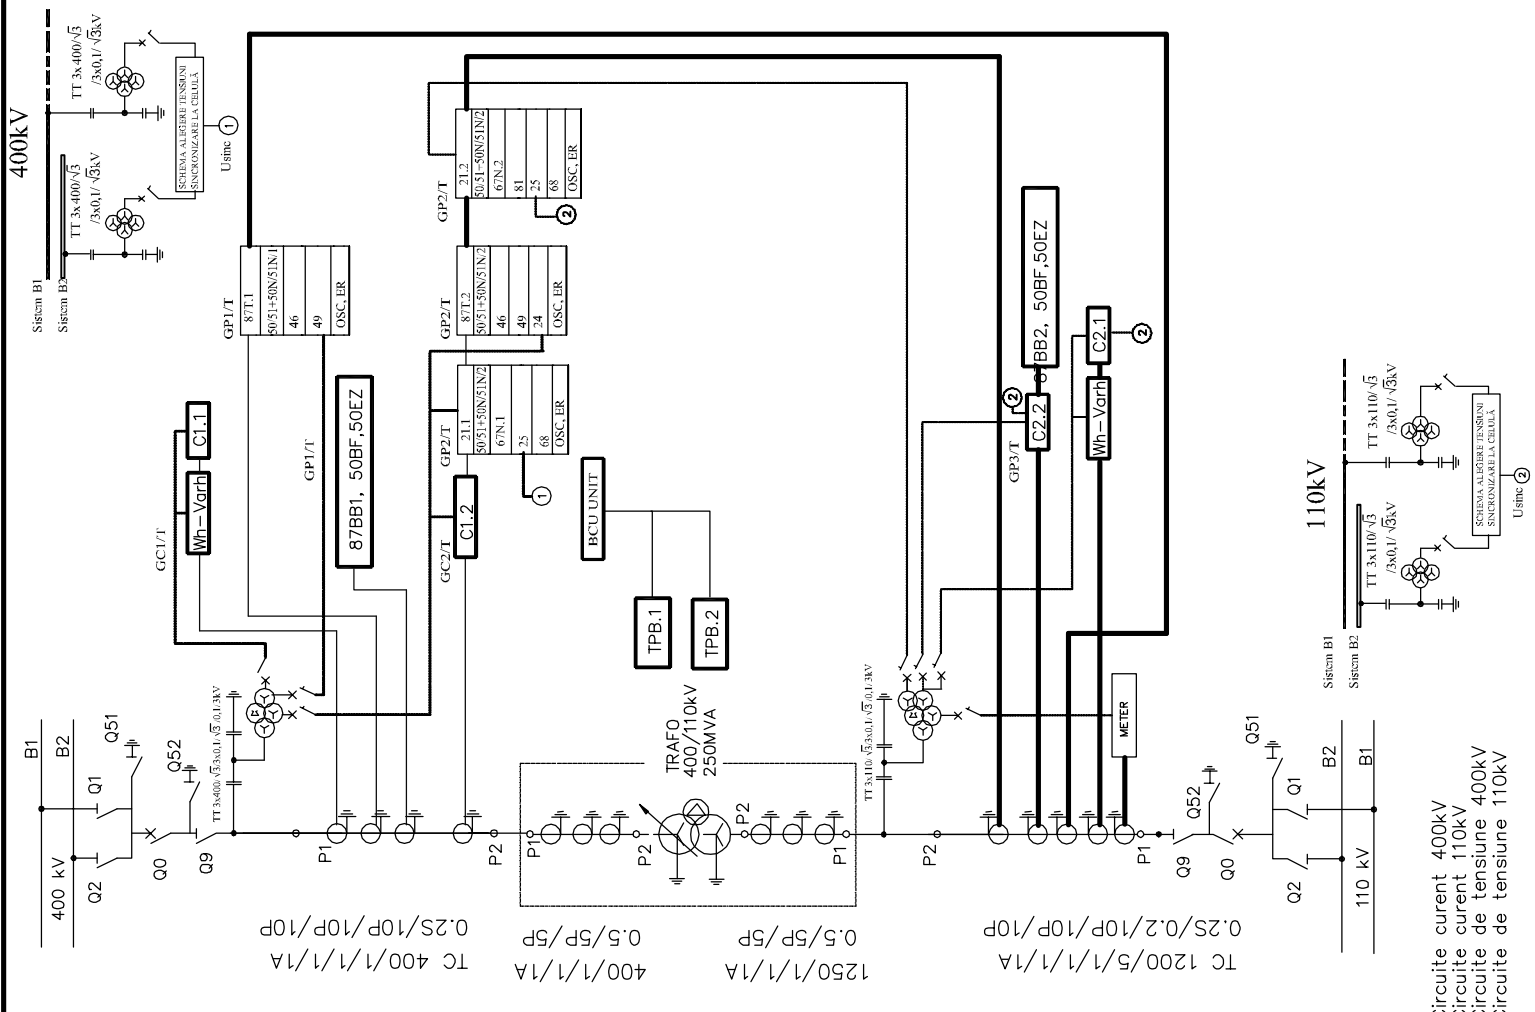 400kV
TT 3x400/√3
/3x0,1/√3kV
TT 3x400/√3
/3x0,1/√3kV
SCHEMA ALEGERE TENSIUNI
SINCRONIZARE LA CELULĂ
Usinc 1
Sistem B1
Sistem B2
GP1/T
87T.1
50/51+50N/51N/1
46
49
OSC, ER
GP2/T
21.2
50/51-50N/51N/2
67N.2
81
25
68
OSC, ER
2
GP2/T
87T.2
50/51+50N/51N/2
46
49
24
OSC, ER
GP2/T
21.1
50/51+50N/51N/2
67N.1
25
68
OSC, ER
1
GC1/T
C1.1
Wh-Varh
GP1/T
87BB1, 50BF,50EZ
GC2/T
C1.2
BCU UNIT
TPB.1
TPB.2
87BB2, 50BF,50EZ
GP3/T
C2.2
2
C2.1
2
Wh-Varh
METER
110kV
TT 3x110/√3
/3x0,1/√3kV
TT 3x110/√3
/3x0,1/√3kV
SCHEMA ALEGERE TENSIUNI
SINCRONIZARE LA CELULĂ
Usinc 2
Sistem B1
Sistem B2
B1
B2
400 kV
Q1
Q2
Q51
Q52
Q0
Q9
TT 3x400/√3/3x0,1/√3/0,1/3kV
P1
P2
P1
P2
TRAFO
400/110kV
250MVA
P2
P1
TT 3x110/√3/3x0,1/√3/0,1/3kV
P2
P1
Q9
Q52
Q0
Q51
Q1
Q2
B2
B1
110 kV
TC 400/1/1/1/1A
0.2S/10P/10P/10P
400/1/1/1A
0.5/5P/5P
1250/1/1/1A
0.5/5P/5P
TC 1200/5/1/1/1/1A
0.2S/0.2/10P/10P/10P
ircuite curent 400kV
ircuite curent 110kV
ircuite de tensiune 400kV
ircuite de tensiune 110kV